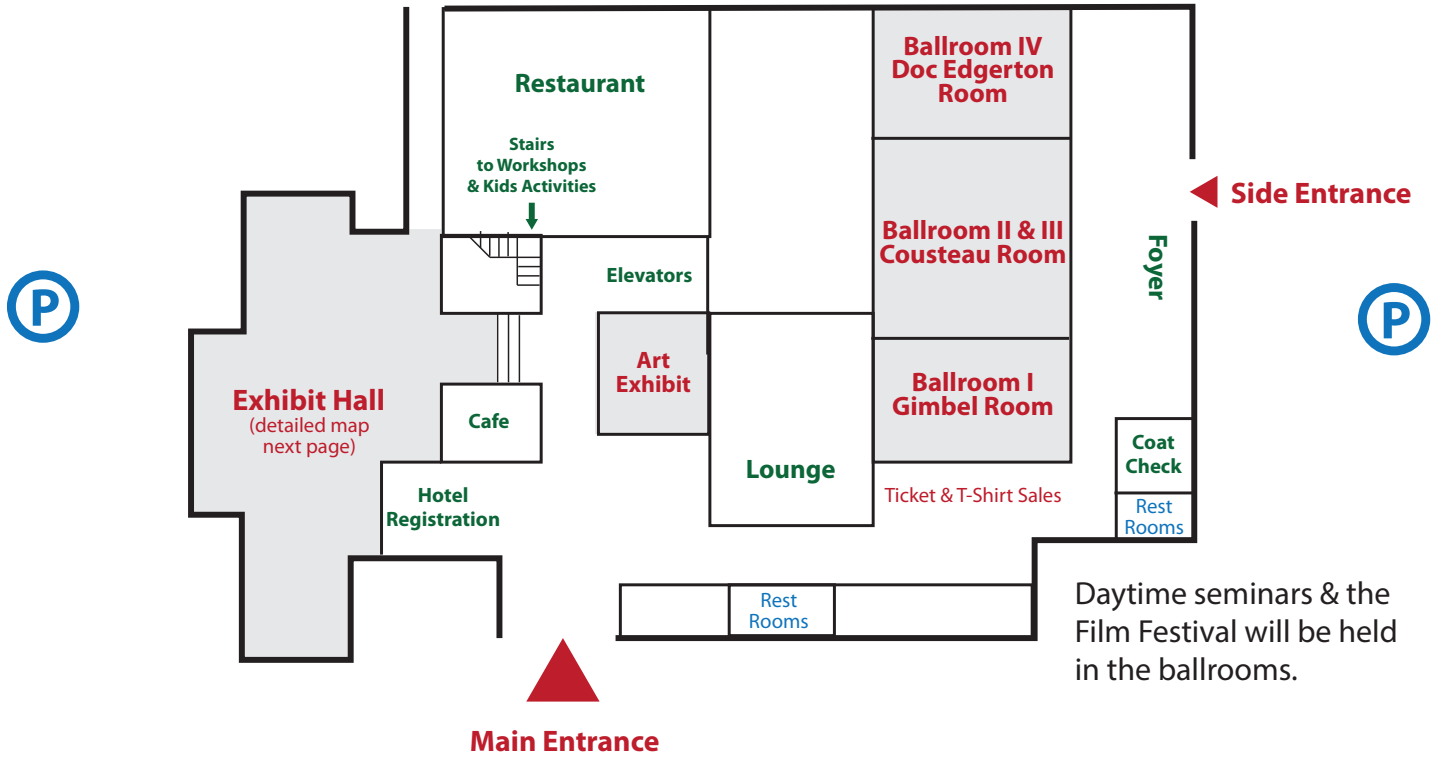 Restaurant
Stairs
to Workshops
& Kids Activities
Ballroom IV
Doc Edgerton
Room
Side Entrance
Ballroom II & III
Cousteau Room
Foyer
Elevators
P
P
Art
Exhibit
Exhibit Hall
(detailed map
next page)
Cafe
Ballroom I
Gimbel Room
Coat
Check
Lounge
Hotel
Registration
Ticket & T-Shirt Sales
Rest
Rooms
Rest
Rooms
Daytime seminars & the
Film Festival will be held
in the ballrooms.
Main Entrance